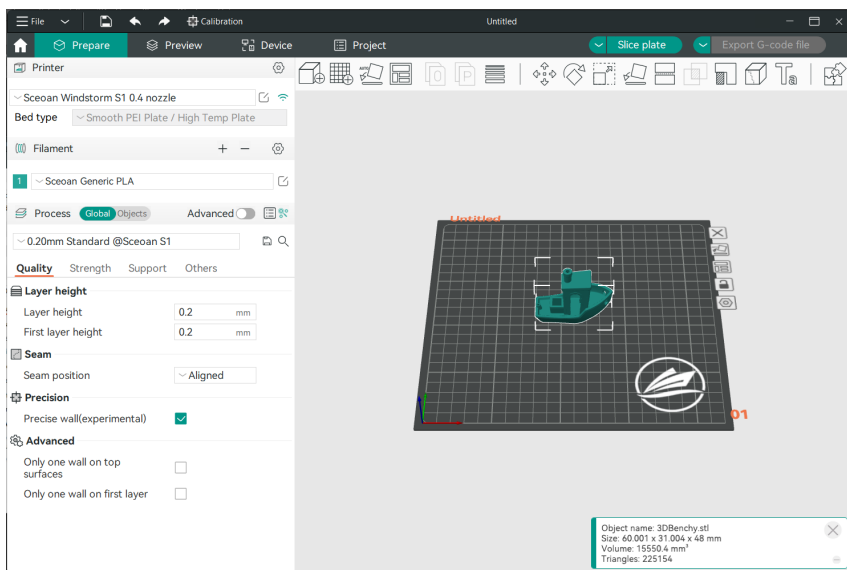 File
Calibration
Untitled
Prepare
Preview
Device
Project
Slice plate
Export G-code file
Printer
Sceoan Windstorm S1 0.4 nozzle
Bed type
Smooth PEI Plate / High Temp Plate
Filament
1
Sceoan Generic PLA
Process
Global
Objects
Advanced
0.20mm Standard @Sceoan S1
Quality
Strength
Support
Others
Layer height
Layer height
0.2
mm
First layer height
0.2
mm
Seam
Seam position
Aligned
Precision
Precise wall(experimental)
Advanced
Only one wall on top
surfaces
Only one wall on first layer
Untitled
01
Object name: 3DBenchy.stl
Size: 60.001 x 31.004 x 48 mm
Volume: 15550.4 mm³
Triangles: 225154